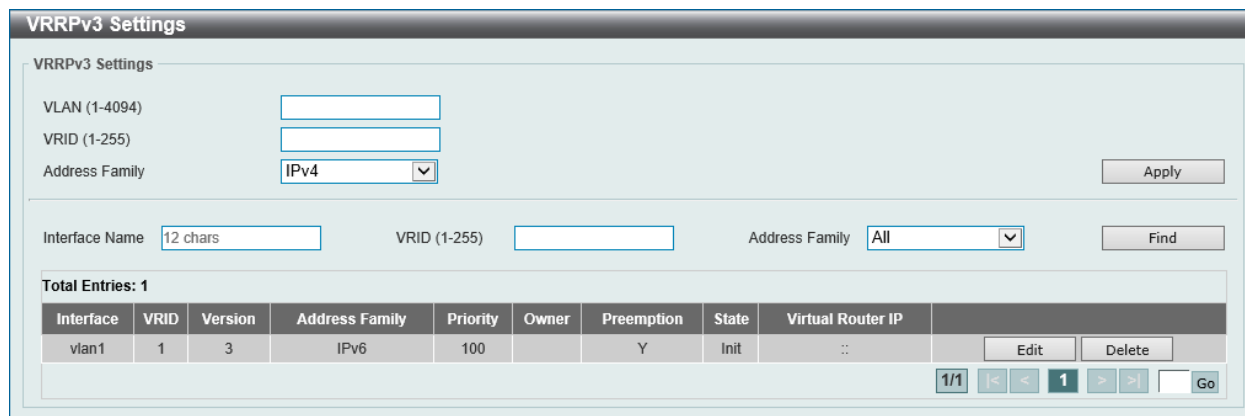 VRRPv3 Settings
VRRPv3 Settings
VLAN (1-4094)
VRID (1-255)
Address Family IPv4 Apply
Interface Name 12 chars VRID (1-255) Address Family All Find
Total Entries: 1
Interface VRID Version Address Family Priority Owner Preemption State Virtual Router IP
vlan1 1 3 IPv6 100 Y Init :: Edit Delete
1/1 |< < 1 > >| Go